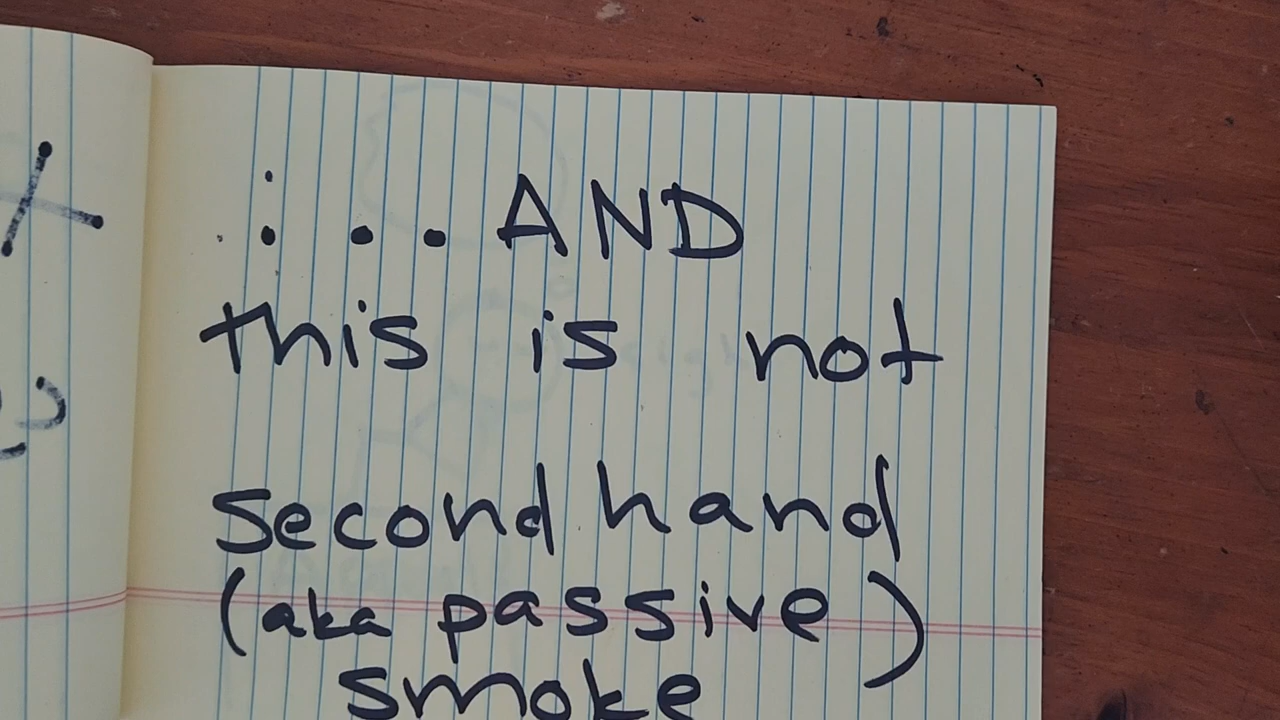 ... AND
this is not
second hand
(aka passive)
smoke